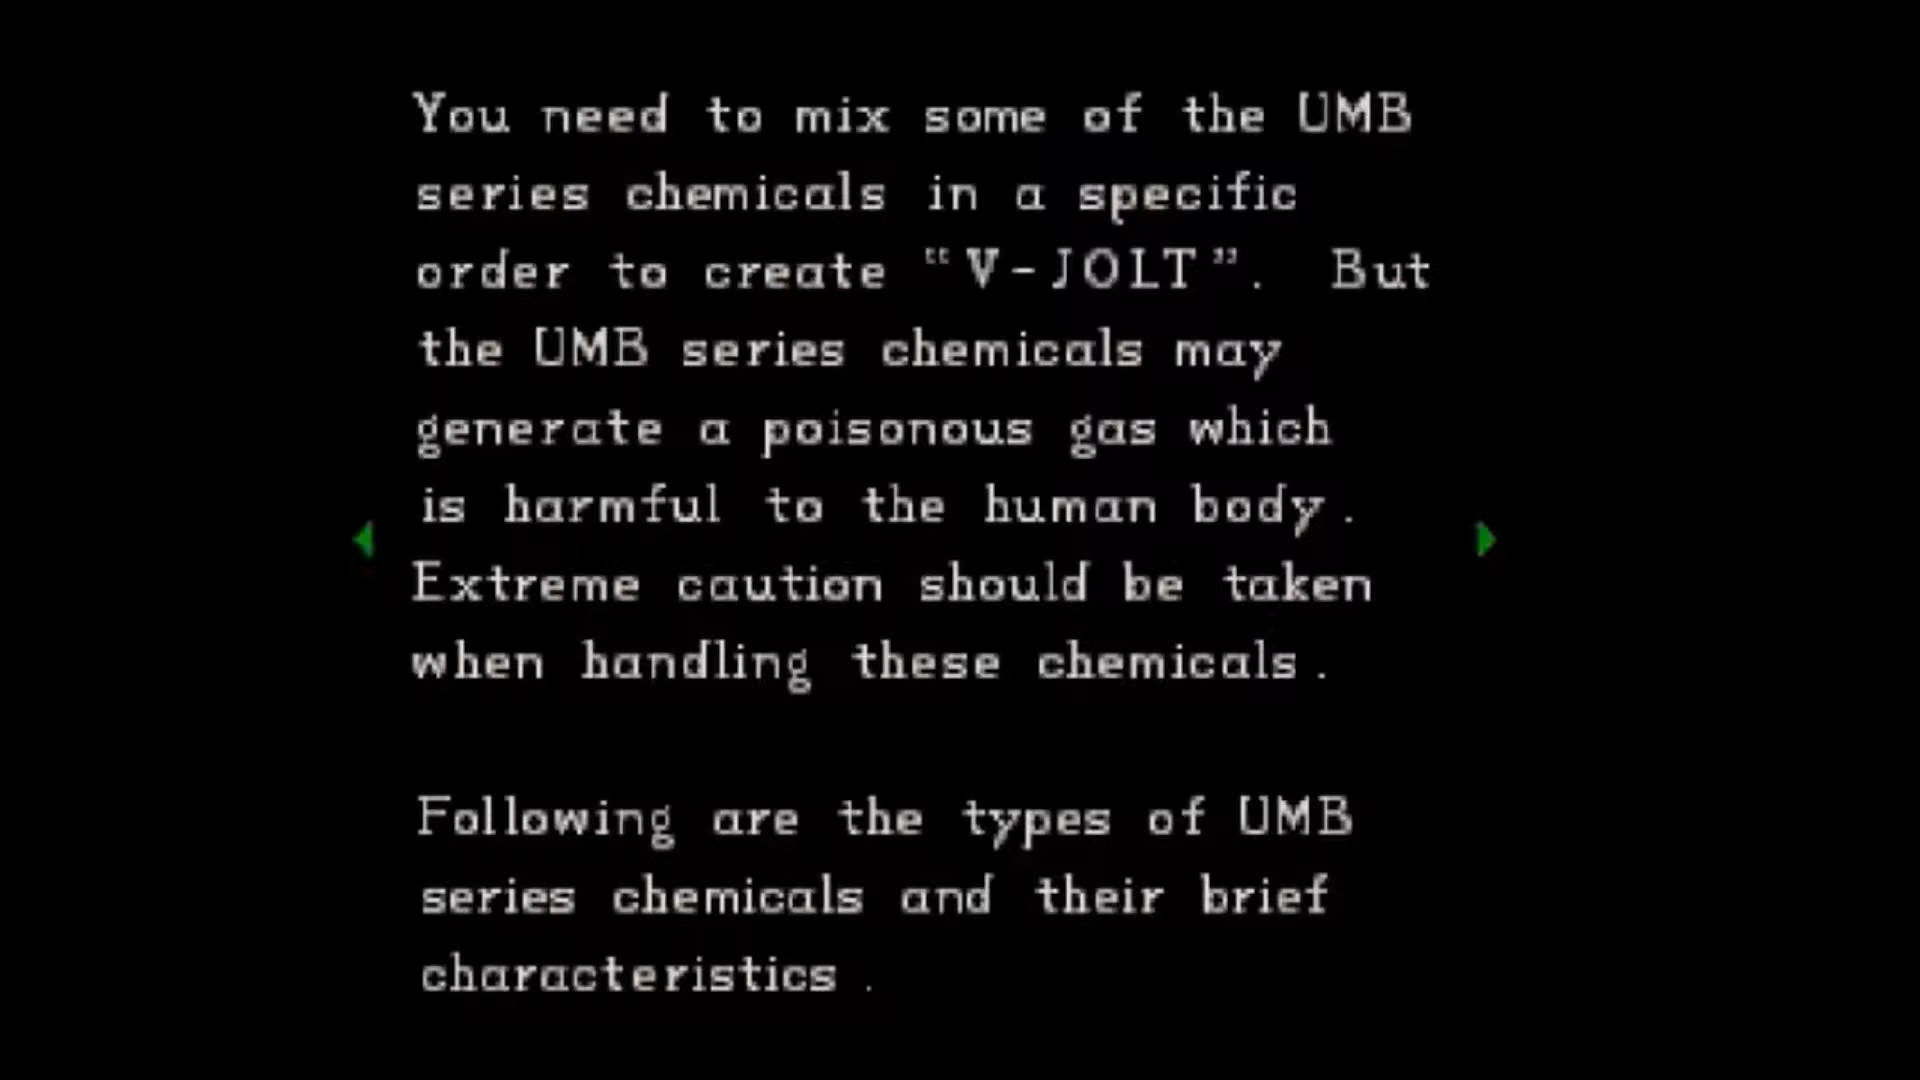 You need to mix some of the UMB
series chemicals in a specific
order to create “V-JOLT”. But
the UMB series chemicals may
generate a poisonous gas which
is harmful to the human body.
Extreme caution should be taken
when handling these chemicals.
Following are the types of UMB
series chemicals and their brief
characteristics.